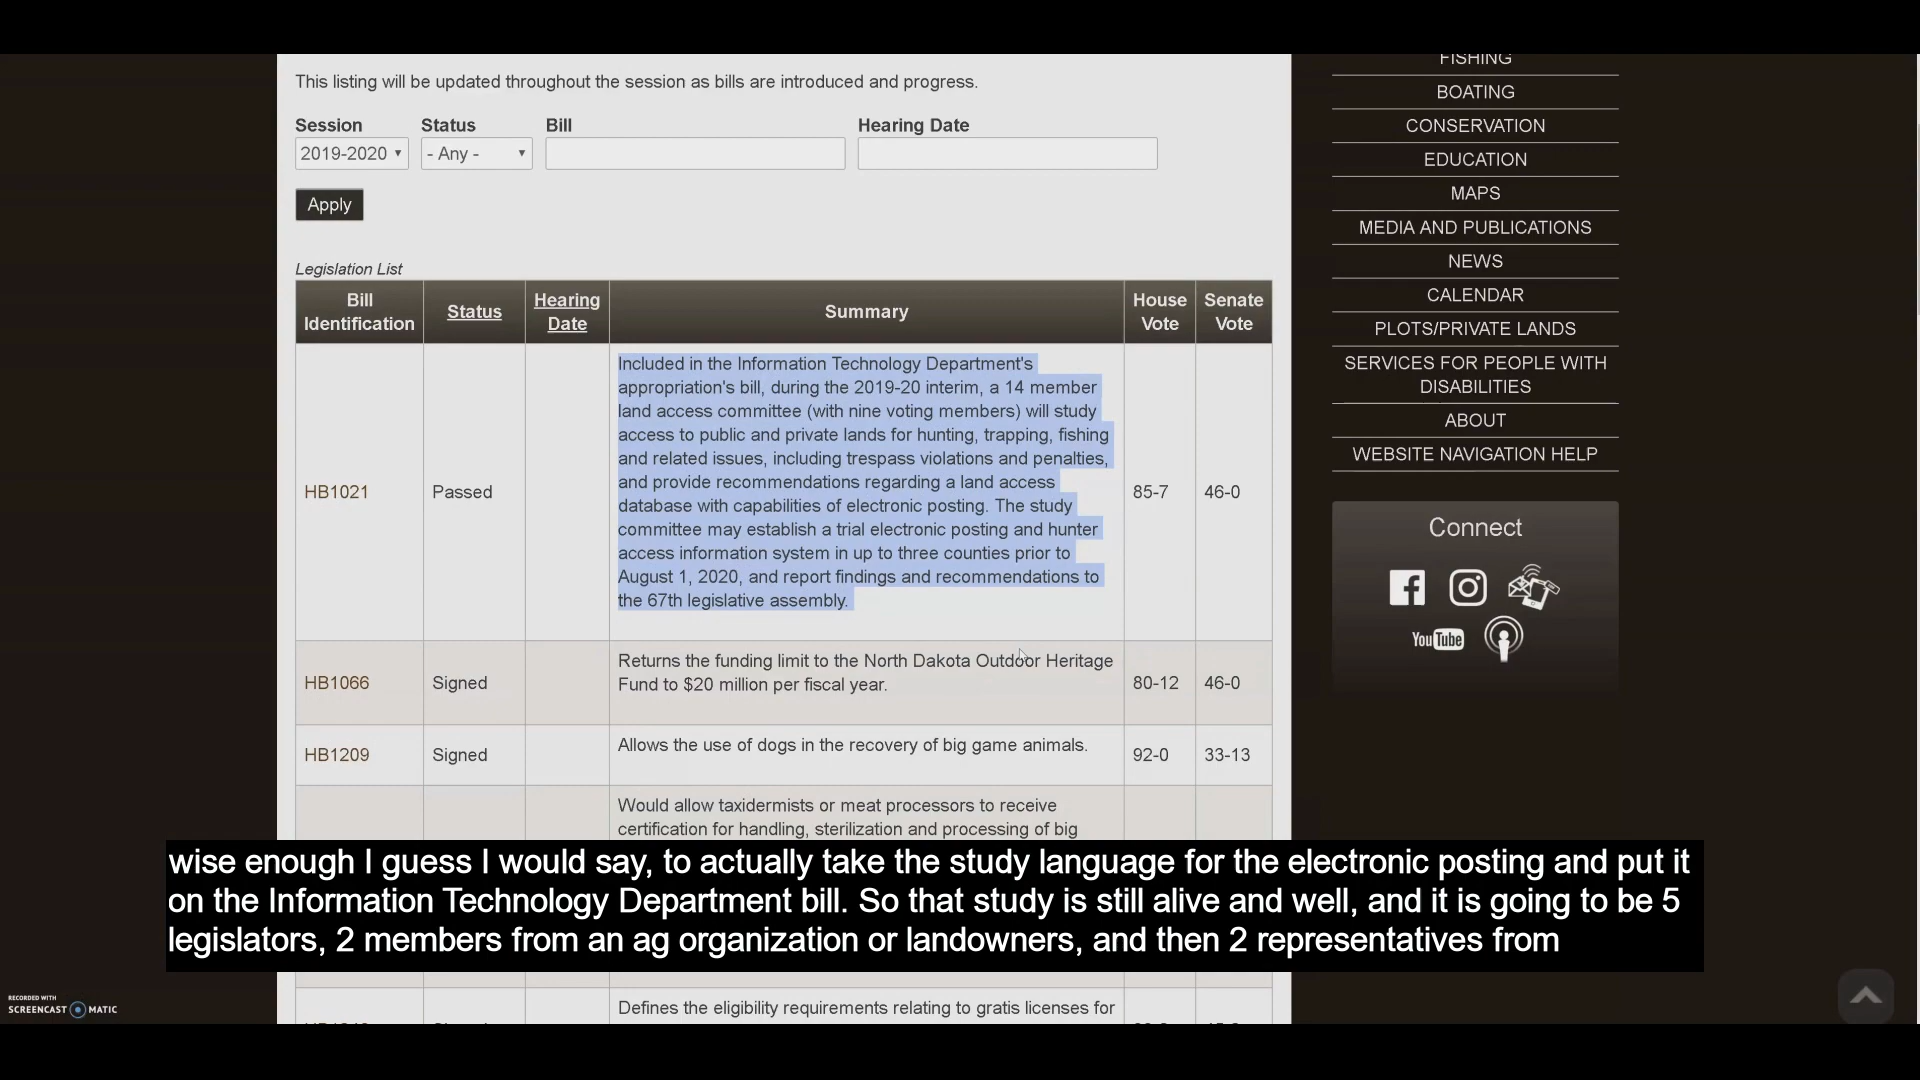 This listing will be updated throughout the session as bills are introduced and progress.
Session
Status
Bill
Hearing Date
2019-2020
- Any -
Apply
Legislation List
Bill
Identification
Status
Hearing
Date
Summary
House
Vote
Senate
Vote
HB1021
Passed
Included in the Information Technology Department's
appropriation's bill, during the 2019-20 interim, a 14 member
land access committee (with nine voting members) will study
access to public and private lands for hunting, trapping, fishing
and related issues, including trespass violations and penalties,
and provide recommendations regarding a land access
database with capabilities of electronic posting. The study
committee may establish a trial electronic posting and hunter
access information system in up to three counties prior to
August 1, 2020, and report findings and recommendations to
the 67th legislative assembly.
85-7
46-0
HB1066
Signed
Returns the funding limit to the North Dakota Outdoor Heritage
Fund to $20 million per fiscal year.
80-12
46-0
HB1209
Signed
Allows the use of dogs in the recovery of big game animals.
92-0
33-13
Would allow taxidermists or meat processors to receive
certification for handling, sterilization and processing of big
Defines the eligibility requirements relating to gratis licenses for
FISHING
BOATING
CONSERVATION
EDUCATION
MAPS
MEDIA AND PUBLICATIONS
NEWS
CALENDAR
PLOTS/PRIVATE LANDS
SERVICES FOR PEOPLE WITH
DISABILITIES
ABOUT
WEBSITE NAVIGATION HELP
Connect
YouTube
wise enough I guess I would say, to actually take the study language for the electronic posting and put it
on the Information Technology Department bill. So that study is still alive and well, and it is going to be 5
legislators, 2 members from an ag organization or landowners, and then 2 representatives from
RECORDED WITH
SCREENCAST MATIC